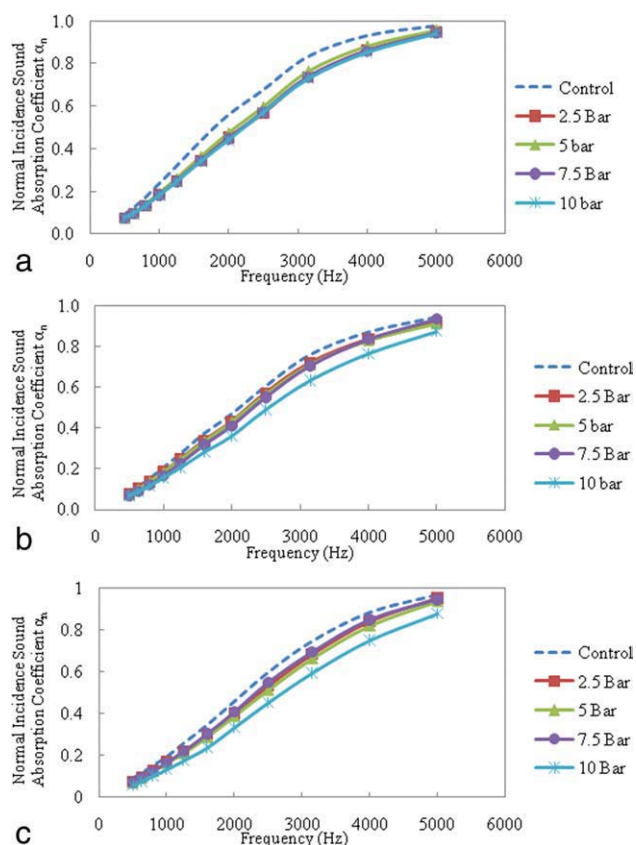 Normal Incidence Sound
Absorption Coefficient αn
1.0
0.8
0.6
0.4
0.2
0.0
0 1000 2000 3000 4000 5000 6000
Frequency (Hz)
Control
2.5 Bar
5 bar
7.5 Bar
10 bar
a
Normal Incidence Sound
Absorption Coefficient αn
1.0
0.8
0.6
0.4
0.2
0.0
0 1000 2000 3000 4000 5000 6000
Frequency (Hz)
Control
2.5 Bar
5 bar
7.5 Bar
10 bar
b
Normal Incidence Sound
Absorption Coefficient αn
1
0.8
0.6
0.4
0.2
0
0 1000 2000 3000 4000 5000 6000
Frequency (Hz)
Control
2.5 Bar
5 Bar
7.5 Bar
10 Bar
c